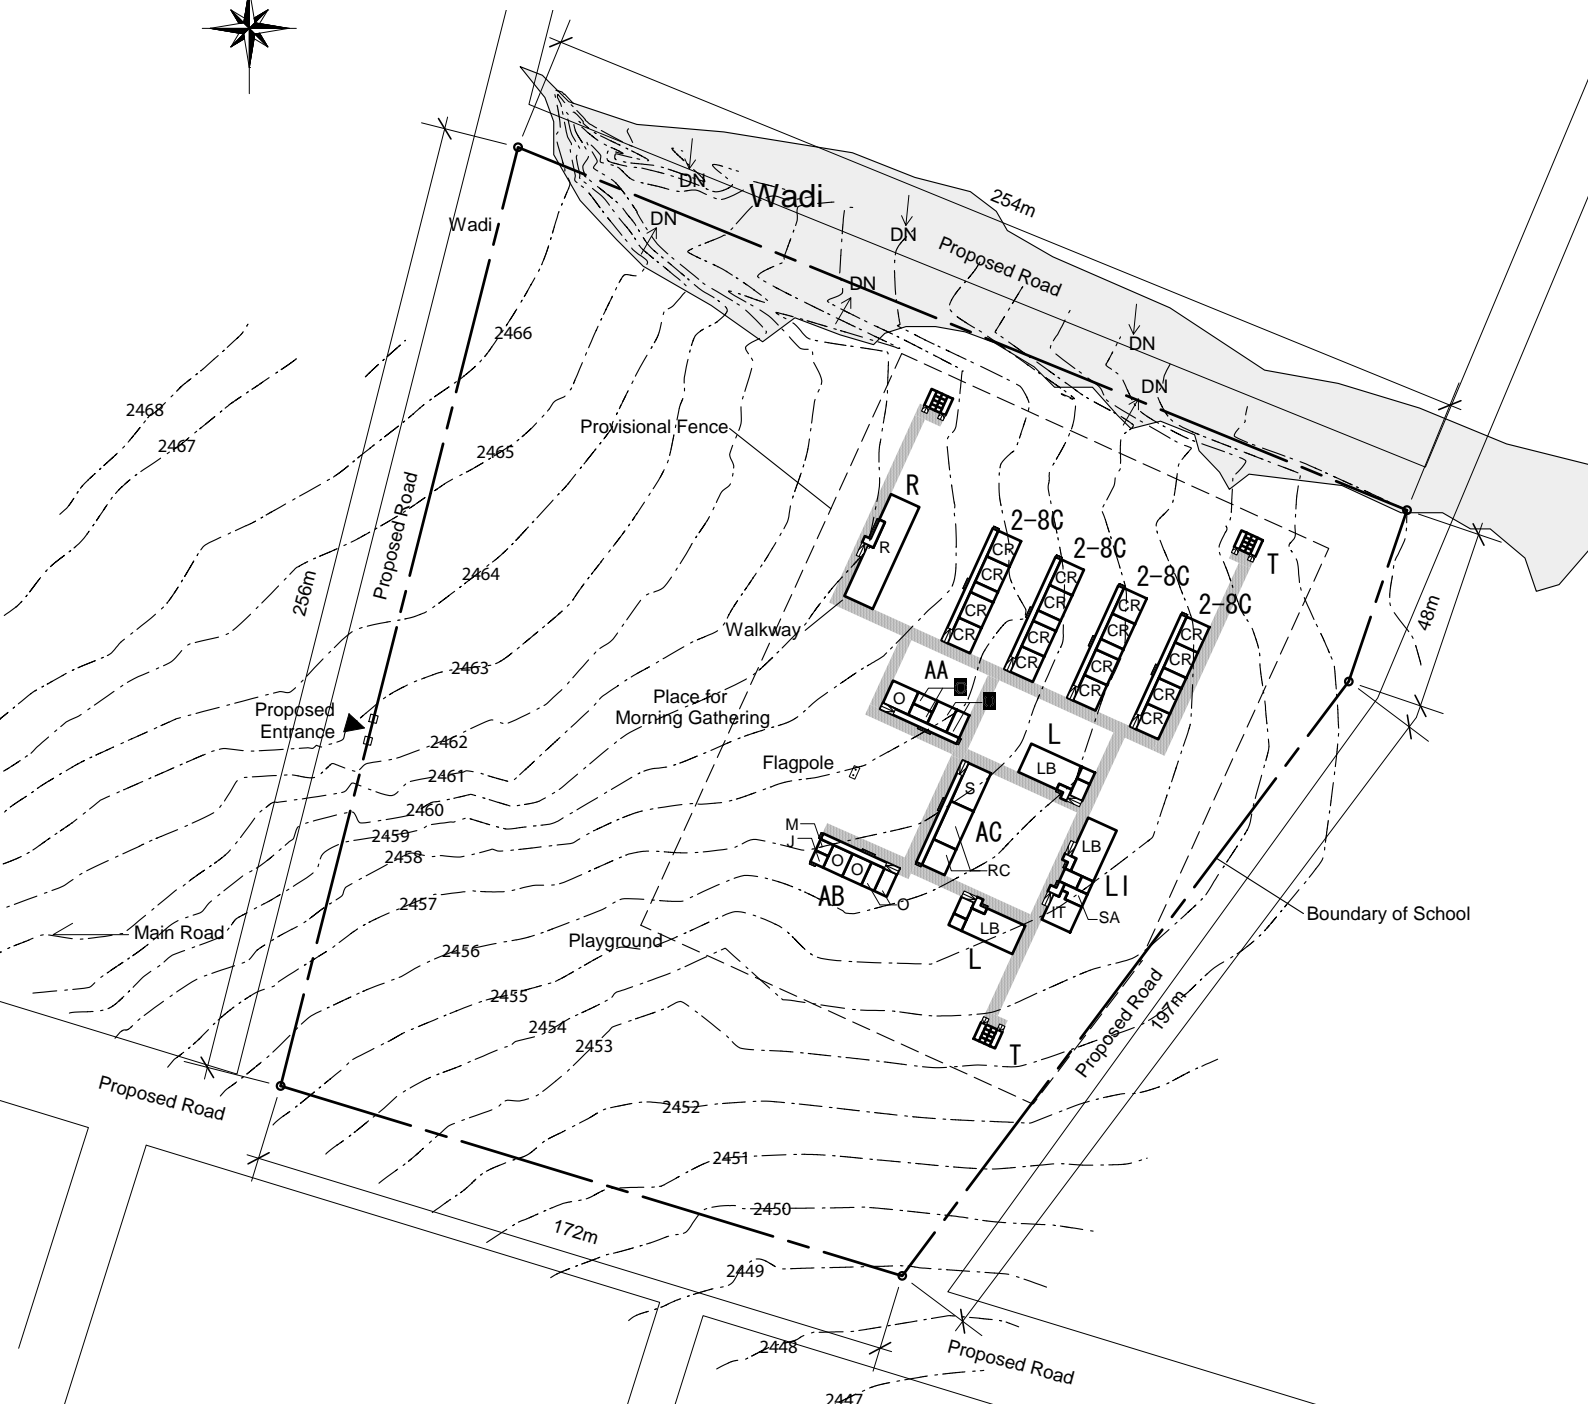 DN
Wadi
254m
DN
Wadi
DN
Proposed Road
DN
2466
DN
DN
2468
Provisional Fence
2467
2465
R
Proposed Road
2-8C
R
CR
2-8C
T
2464
CR
CR
2-8C
256m
CR
CR
2-8C
48m
CR
CR
CR
Walkway
CR
CR
CR
CR
CR
CR
CR
CR
CR
2463
AA
O
Place for
Morning Gathering
Proposed
Entrance
L
2462
Flagpole
LB
2461
S
2460
M
AC
2459
J
LB
2458
O
O
RC
LI
AB
O
2457
IT
SA
Boundary of School
Main Road
LB
Playground
2456
L
2455
Proposed Road
197m
2454
2453
T
Proposed Road
2452
2451
2450
172m
2449
2448
Proposed Road
2447